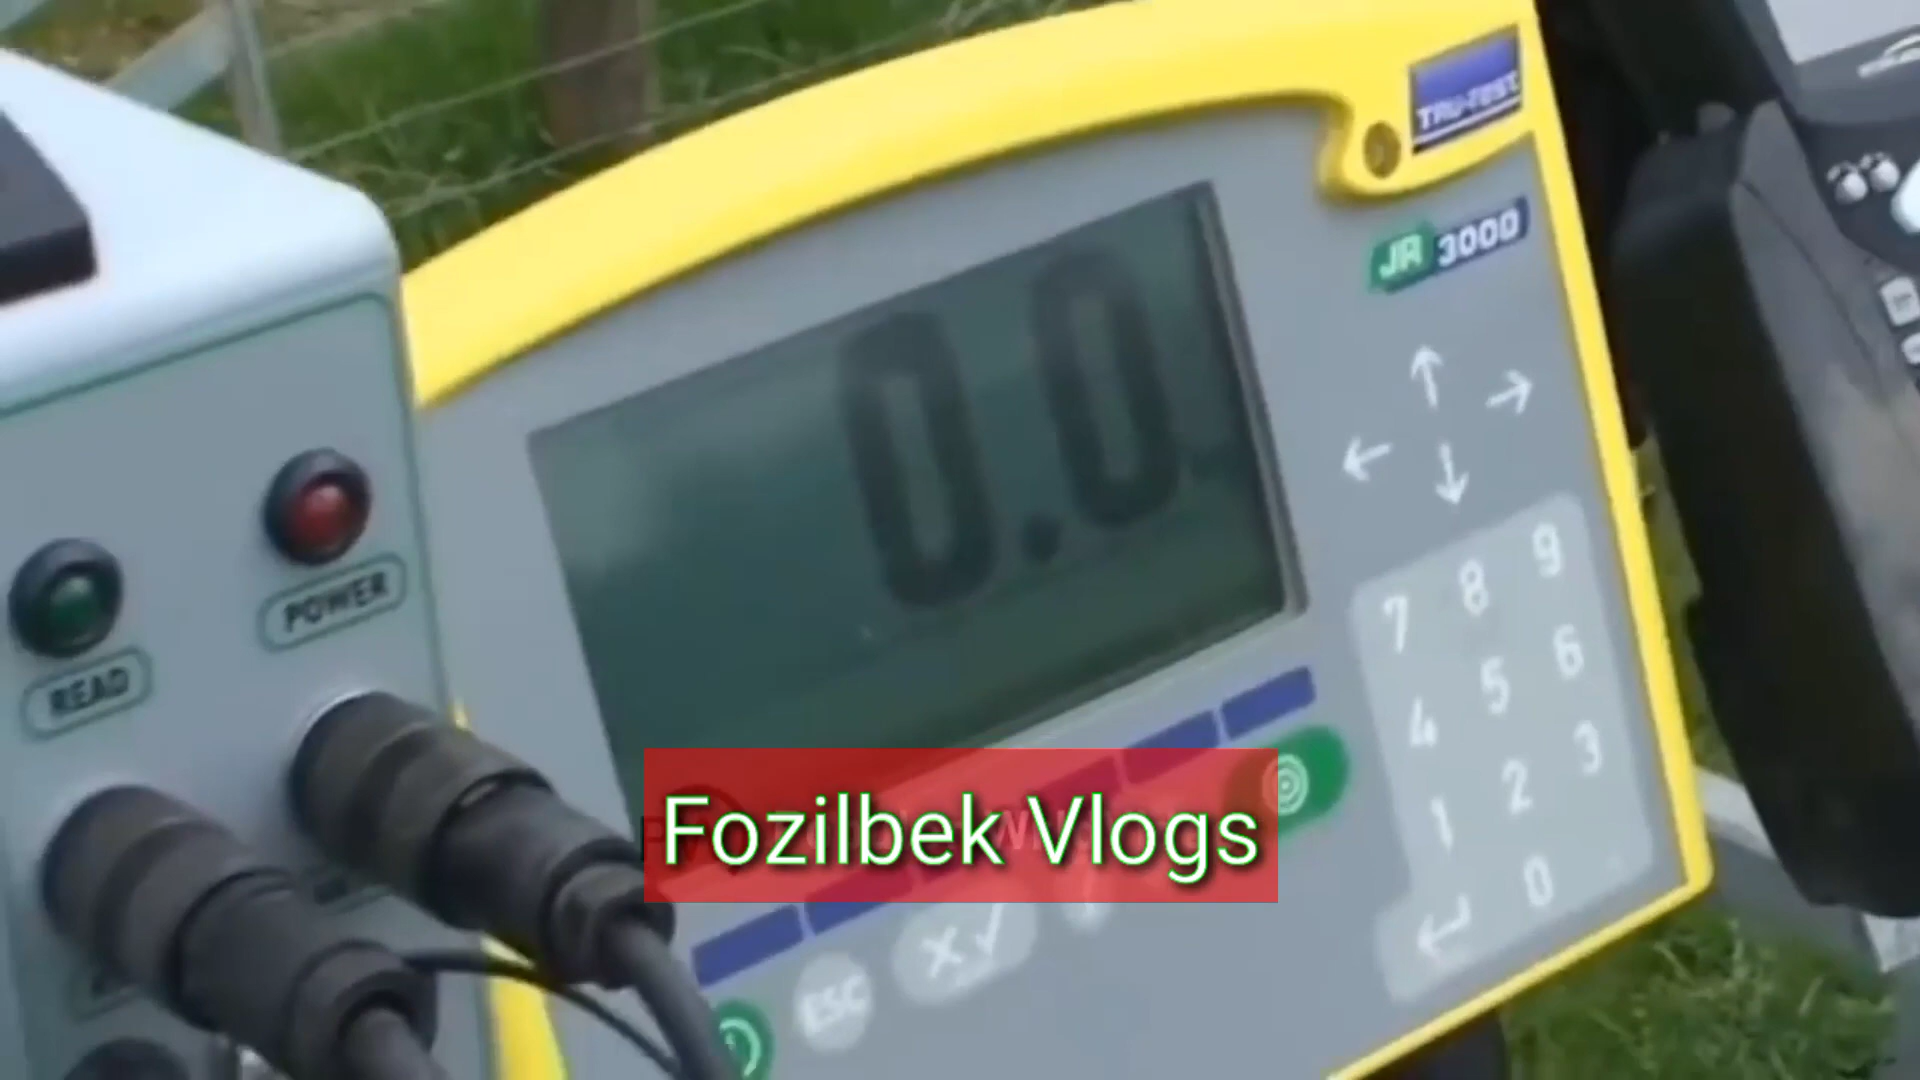 TRU-TEST
JR 3000
POWER
READ
7 8 9
4 5 6
1 2 3
0
0.0
Fozilbek Vlogs
ESC